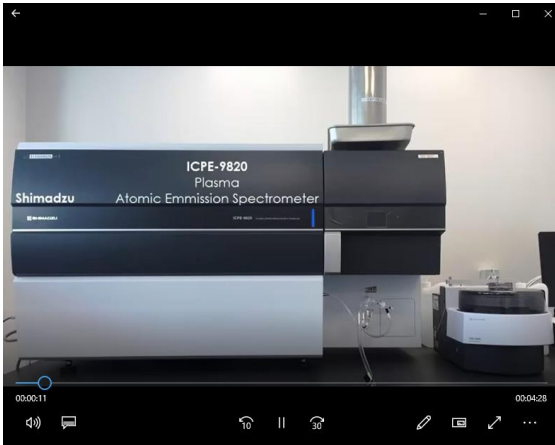 ICPE-9820
Plasma
Shimadzu Atomic Emmission Spectrometer
SHIMADZU
ICPE-9820
00:00:11
00:04:28
10
30